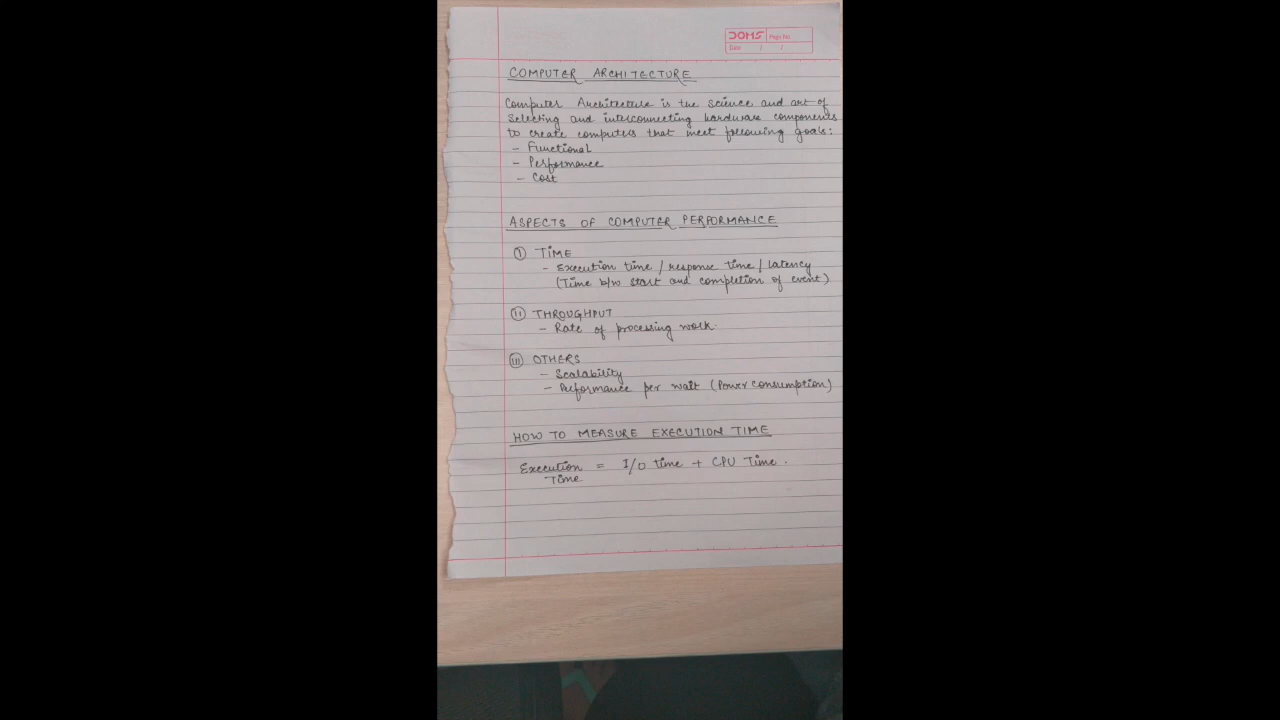 DOMS
Page No.
Date / /
COMPUTER ARCHITECTURE
Computer Architecture is the science and art of
selecting and interconnecting hardware components
to create computers that meet following goals:
- Functional
- Performance
- Cost
ASPECTS OF COMPUTER PERFORMANCE
(I) TIME
- Execution time / response time / latency
(Time b/w start and completion of event)
(II) THROUGHPUT
- Rate of processing work.
(III) OTHERS
- Scalability
- Performance per watt (Power consumption)
HOW TO MEASURE EXECUTION TIME
Execution = I/O time + CPU Time.
Time